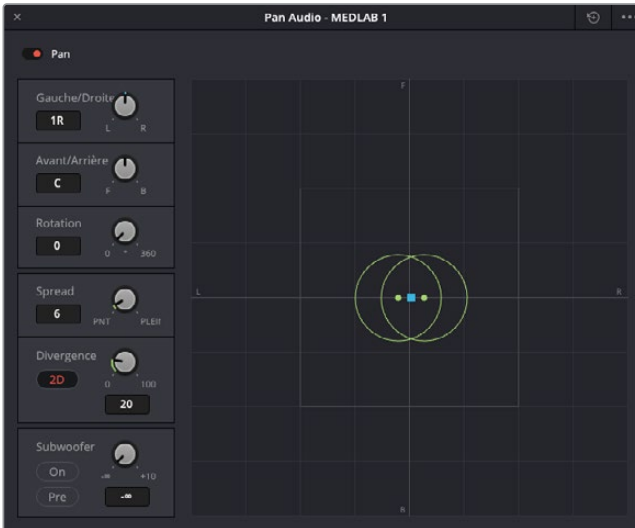 Pan Audio - MEDLAB 1
Pan
Gauche/Droite
1R
L R
Avant/Arrière
C
F B
Rotation
0
0 360
Spread
6
PNT PLEIN
Divergence
2D
0 100
20
Subwoofer
On
-∞ +10
Pre
-∞
F
L R
B